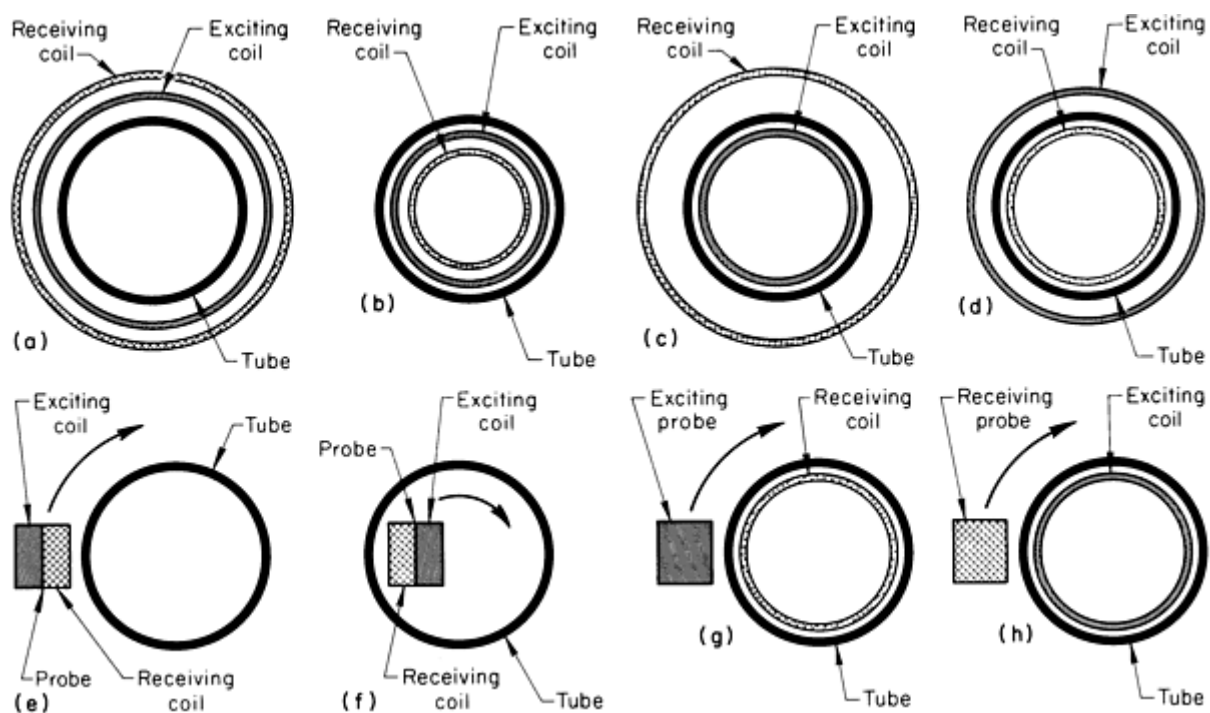 Receiving
coil
Exciting
coil
(a)
Tube
Receiving
coil
Exciting
coil
(b)
Tube
Receiving
coil
Exciting
coil
(c)
Tube
Receiving
coil
Exciting
coil
(d)
Tube
Exciting
coil
Tube
Probe
Receiving
coil
(e)
Exciting
coil
Probe
Receiving
coil
(f)
Tube
Exciting
probe
Receiving
coil
(g)
Tube
Receiving
probe
Exciting
coil
(h)
Tube